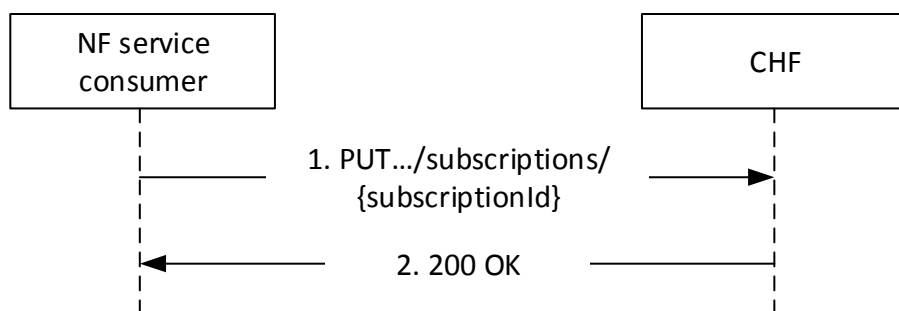 NF service
consumer
CHF
1. PUT.../subscriptions/
{subscriptionId}
2. 200 OK